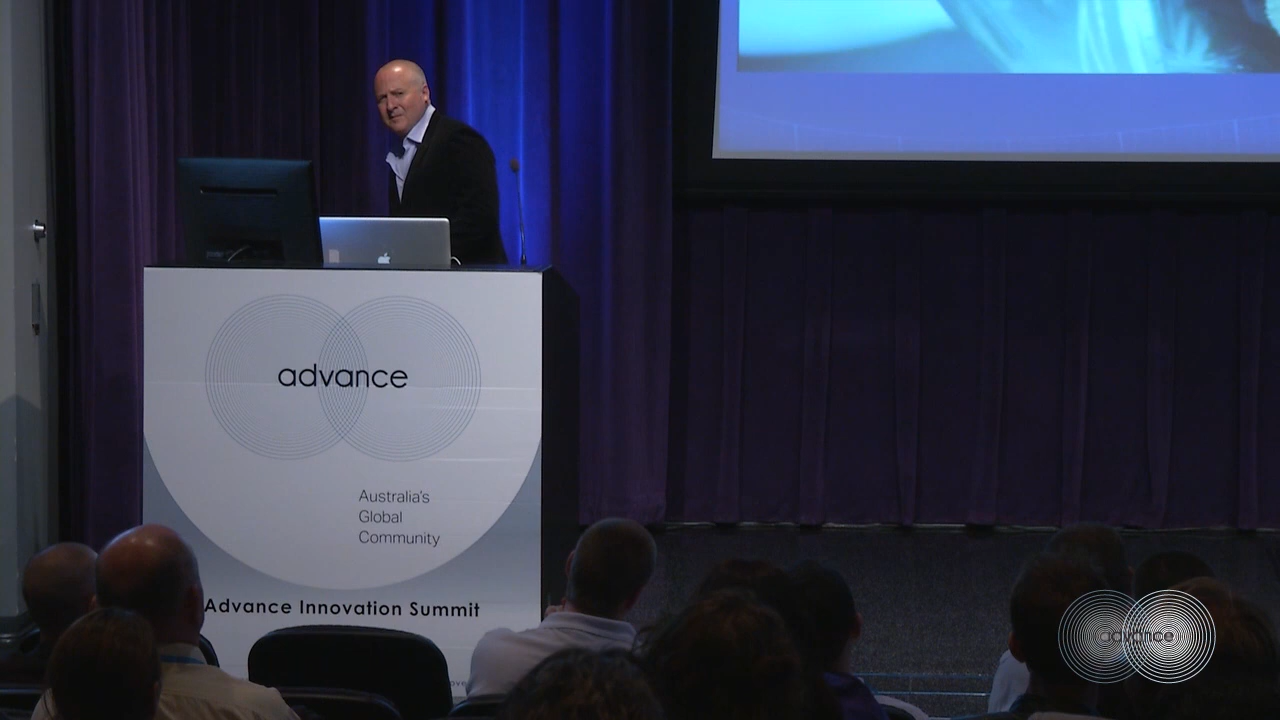 advance
Australia's
Global
Community
Advance Innovation Summit
advance